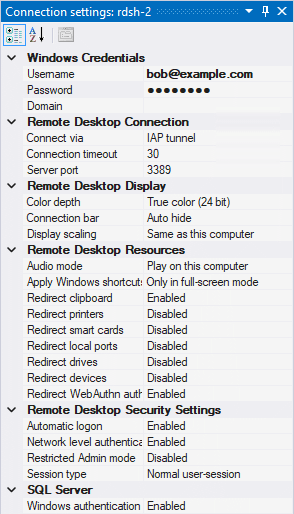 Connection settings: rdsh-2
Windows Credentials
Username bob@example.com
Password ●●●●●●●●
Domain
Remote Desktop Connection
Connect via IAP tunnel
Connection timeout 30
Server port 3389
Remote Desktop Display
Color depth True color (24 bit)
Connection bar Auto hide
Display scaling Same as this computer
Remote Desktop Resources
Audio mode Play on this computer
Apply Windows shortcuts Only in full-screen mode
Redirect clipboard Enabled
Redirect printers Disabled
Redirect smart cards Disabled
Redirect local ports Disabled
Redirect drives Disabled
Redirect devices Disabled
Redirect WebAuthn auth Enabled
Remote Desktop Security Settings
Automatic logon Enabled
Network level authentica Enabled
Restricted Admin mode Disabled
Session type Normal user-session
SQL Server
Windows authentication Enabled